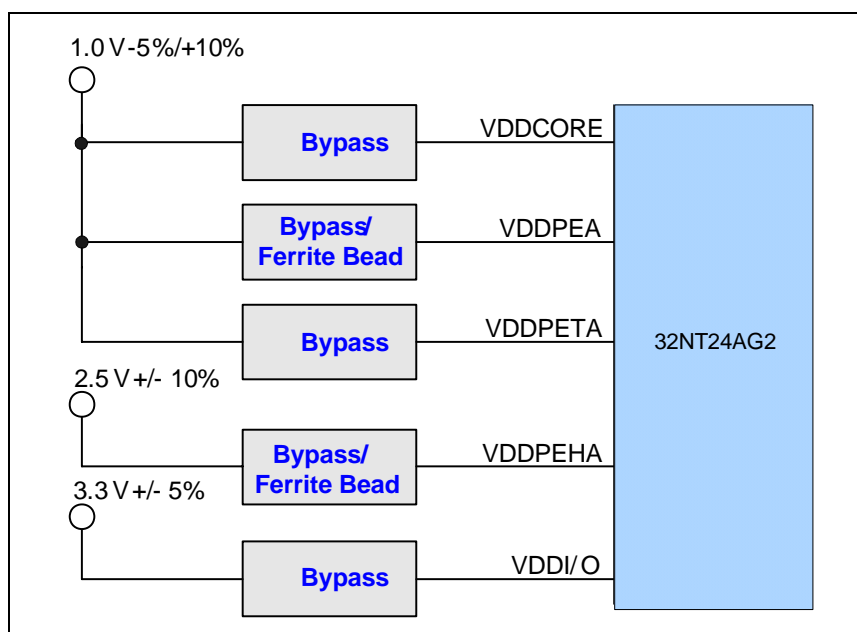 1.0 V -5%/+10%
Bypass
VDDCORE
Bypass/
Ferrite Bead
VDDPEA
Bypass
VDDPETA
32NT24AG2
2.5 V +/- 10%
Bypass/
Ferrite Bead
VDDPEHA
3.3 V +/- 5%
Bypass
VDDI/O